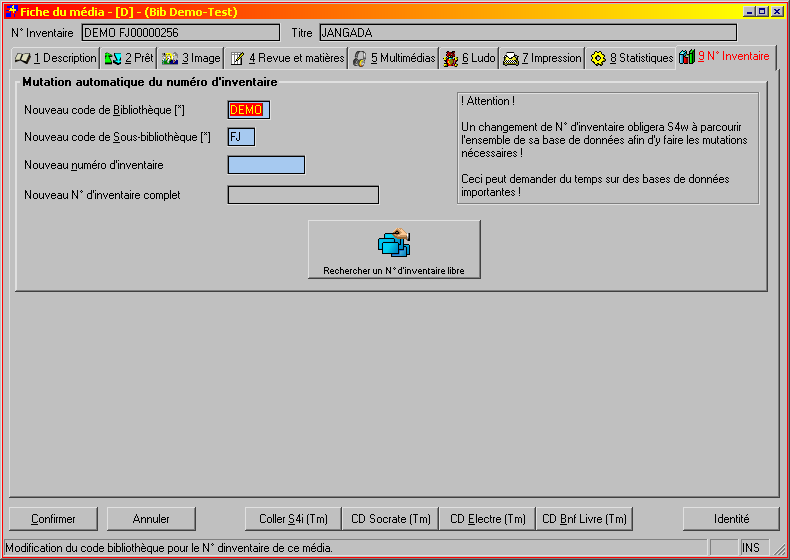 Fiche du média - [D] - (Bib Demo-Test)
N° Inventaire DEMO FJ00000256 Titre JANGADA
1 Description 2 Prêt 3 Image 4 Revue et matières 5 Multimédias 6 Ludo 7 Impression 8 Statistiques 9 N° Inventaire
Mutation automatique du numéro d'inventaire
Nouveau code de Bibliothèque [*] DEMO
Nouveau code de Sous-bibliothèque [*] FJ
Nouveau numéro d'inventaire
Nouveau N° d'inventaire complet
! Attention !
Un changement de N° d'inventaire obligera S4w à parcourir
l'ensemble de sa base de données afin d'y faire les mutations
nécessaires !
Ceci peut demander du temps sur des bases de données
importantes !
Rechercher un N° d'inventaire libre
Confirmer Annuler Coller S4i (Tm) CD Socrate (Tm) CD Electre (Tm) CD Bnf Livre (Tm) Identité
Modification du code bibliothèque pour le N° dinventaire de ce média. INS